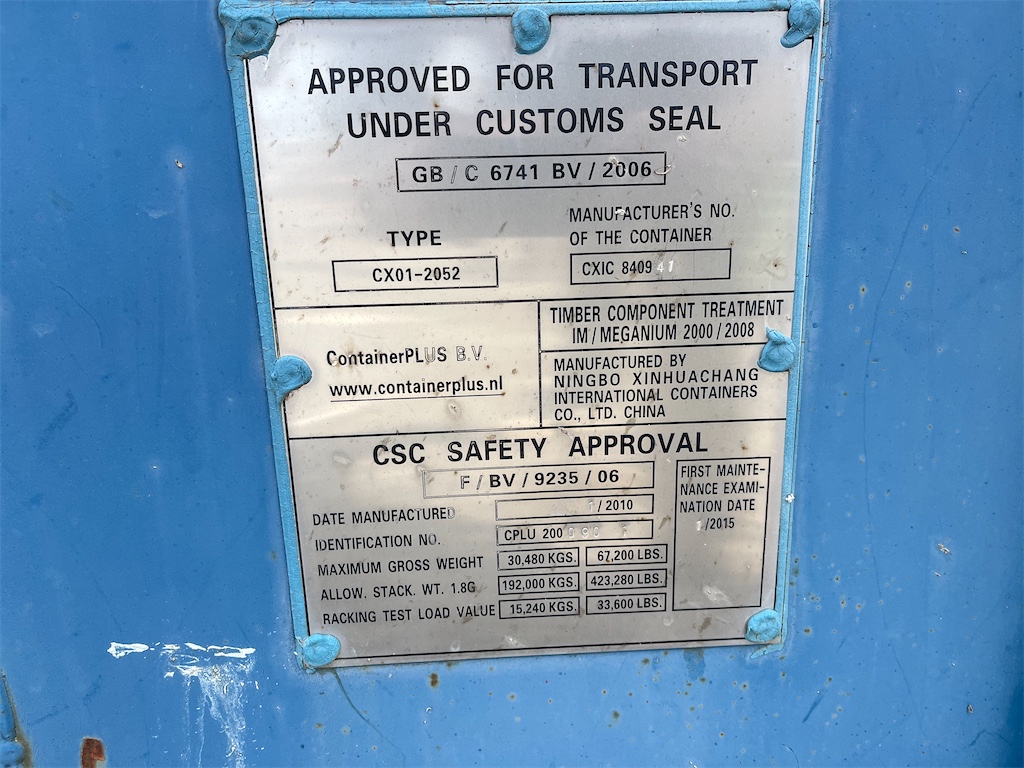 APPROVED FOR TRANSPORT
UNDER CUSTOMS SEAL
GB/C 6741 BV/2006
TYPE
CX01-2052
MANUFACTURER'S NO.
OF THE CONTAINER
CXIC 840941
ContainerPLUS B.V.
www.containerplus.nl
TIMBER COMPONENT TREATMENT
IM/MEGANIUM 2000/2008
MANUFACTURED BY
NINGBO XINHUACHANG
INTERNATIONAL CONTAINERS
CO., LTD. CHINA
CSC SAFETY APPROVAL
F/BV/9235/06
DATE MANUFACTURED /2010
IDENTIFICATION NO. CPLU 200
MAXIMUM GROSS WEIGHT 30,480 KGS. 67,200 LBS.
ALLOW. STACK. WT. 1.8G 192,000 KGS. 423,280 LBS.
RACKING TEST LOAD VALUE 15,240 KGS. 33,600 LBS.
FIRST MAINTE-
NANCE EXAMI-
NATION DATE
/2015